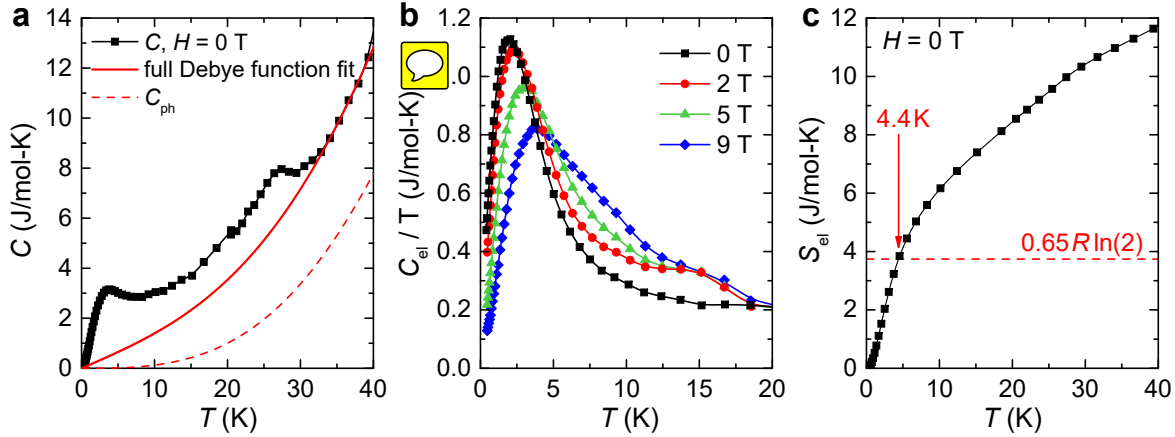 a
C, H = 0 T
full Debye function fit
Cph
C (J/mol-K)
14
12
10
8
6
4
2
0
0 10 20 30 40
T (K)
b
0 T
2 T
5 T
9 T
Cel / T (J/mol-K)
1.2
1.0
0.8
0.6
0.4
0.2
0.0
0 5 10 15 20
T (K)
c
H = 0 T
4.4 K
0.65Rln(2)
Sel (J/mol-K)
12
10
8
6
4
2
0
0 10 20 30 40
T (K)